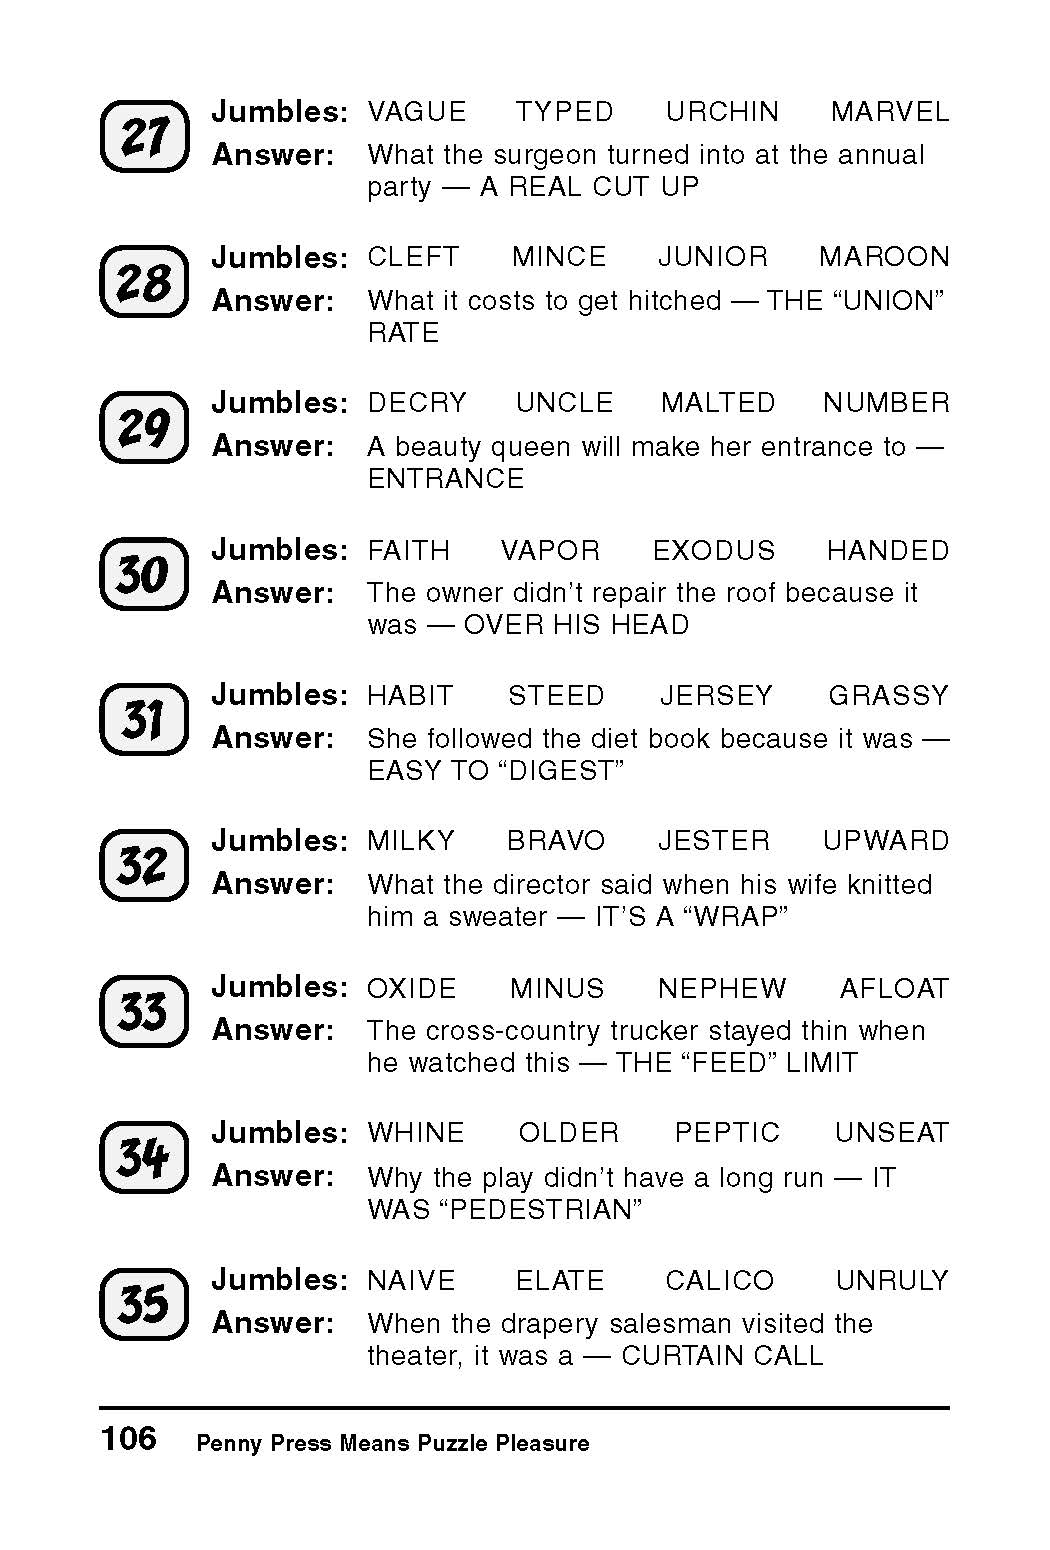 27 Jumbles: VAGUE TYPED URCHIN MARVEL
Answer: What the surgeon turned into at the annual
party — A REAL CUT UP
28 Jumbles: CLEFT MINCE JUNIOR MAROON
Answer: What it costs to get hitched — THE “UNION”
RATE
29 Jumbles: DECRY UNCLE MALTED NUMBER
Answer: A beauty queen will make her entrance to —
ENTRANCE
30 Jumbles: FAITH VAPOR EXODUS HANDED
Answer: The owner didn’t repair the roof because it
was — OVER HIS HEAD
31 Jumbles: HABIT STEED JERSEY GRASSY
Answer: She followed the diet book because it was —
EASY TO “DIGEST”
32 Jumbles: MILKY BRAVO JESTER UPWARD
Answer: What the director said when his wife knitted
him a sweater — IT’S A “WRAP”
33 Jumbles: OXIDE MINUS NEPHEW AFLOAT
Answer: The cross-country trucker stayed thin when
he watched this — THE “FEED” LIMIT
34 Jumbles: WHINE OLDER PEPTIC UNSEAT
Answer: Why the play didn’t have a long run — IT
WAS “PEDESTRIAN”
35 Jumbles: NAIVE ELATE CALICO UNRULY
Answer: When the drapery salesman visited the
theater, it was a — CURTAIN CALL
106 Penny Press Means Puzzle Pleasure